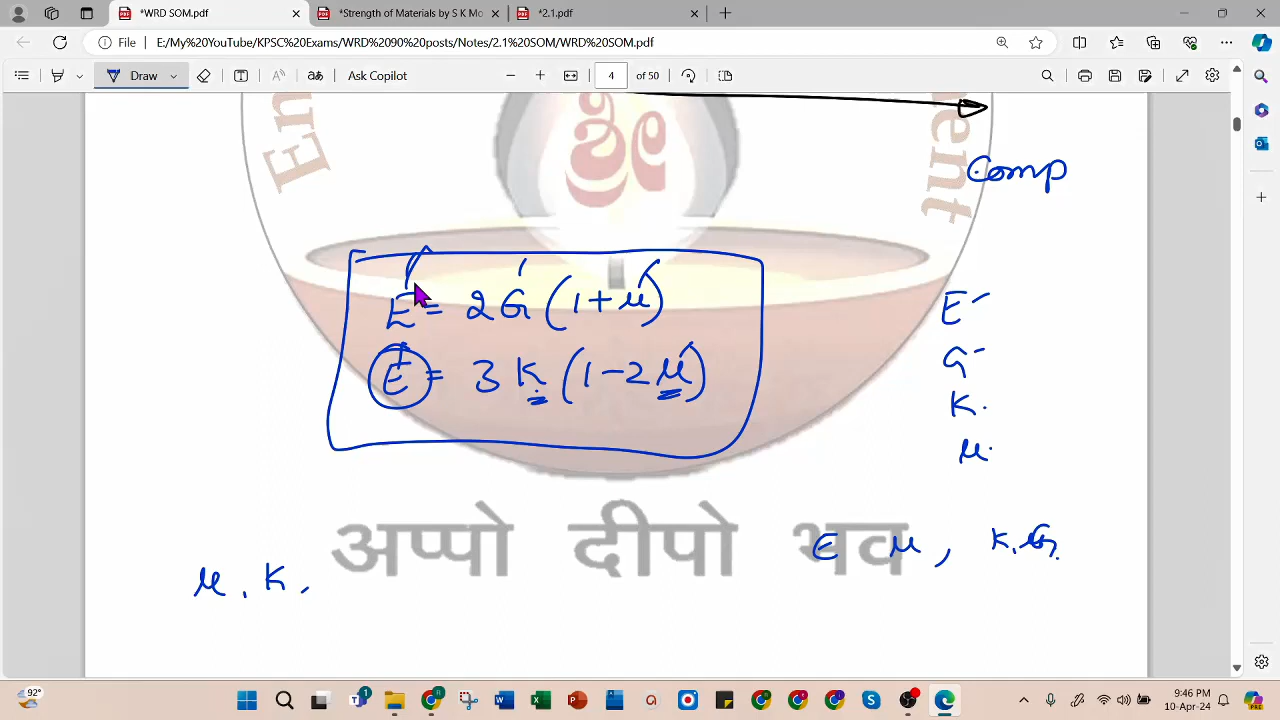 *WRD SOM.pdf
*Strength of Materials by S K Mo
*2.1.pdf
File E:/My%20YouTube/KPSC%20Exams/WRD%2090%20posts/Notes/2.1%20SOM/WRD%20SOM.pdf
Draw
Ask Copilot
4 of 50
En
ment
Comp
E = 2G(1+μ)
E = 3K(1-2μ)
E
G
K
μ
अप्पो दीपो भव
E μ, K, G.
μ, K,
92°
9:46 PM
10-Apr-24